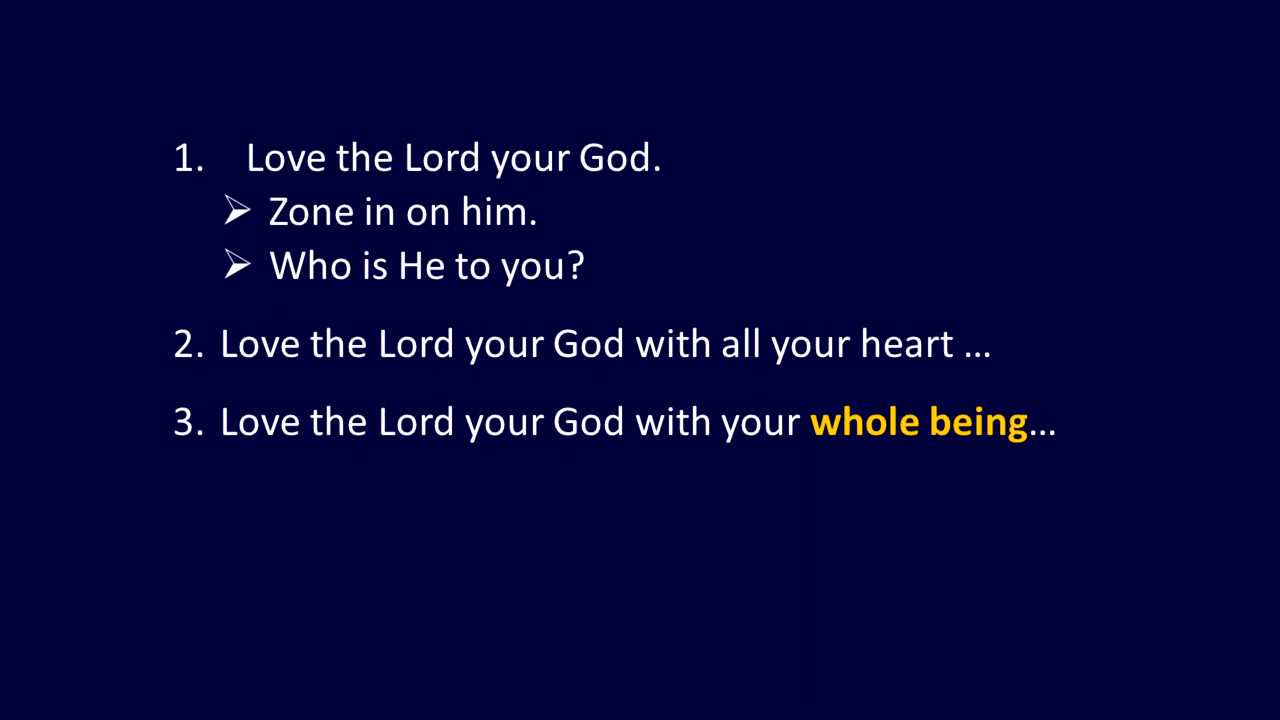 1. Love the Lord your God.
➢ Zone in on him.
➢ Who is He to you?
2. Love the Lord your God with all your heart …
3. Love the Lord your God with your whole being…